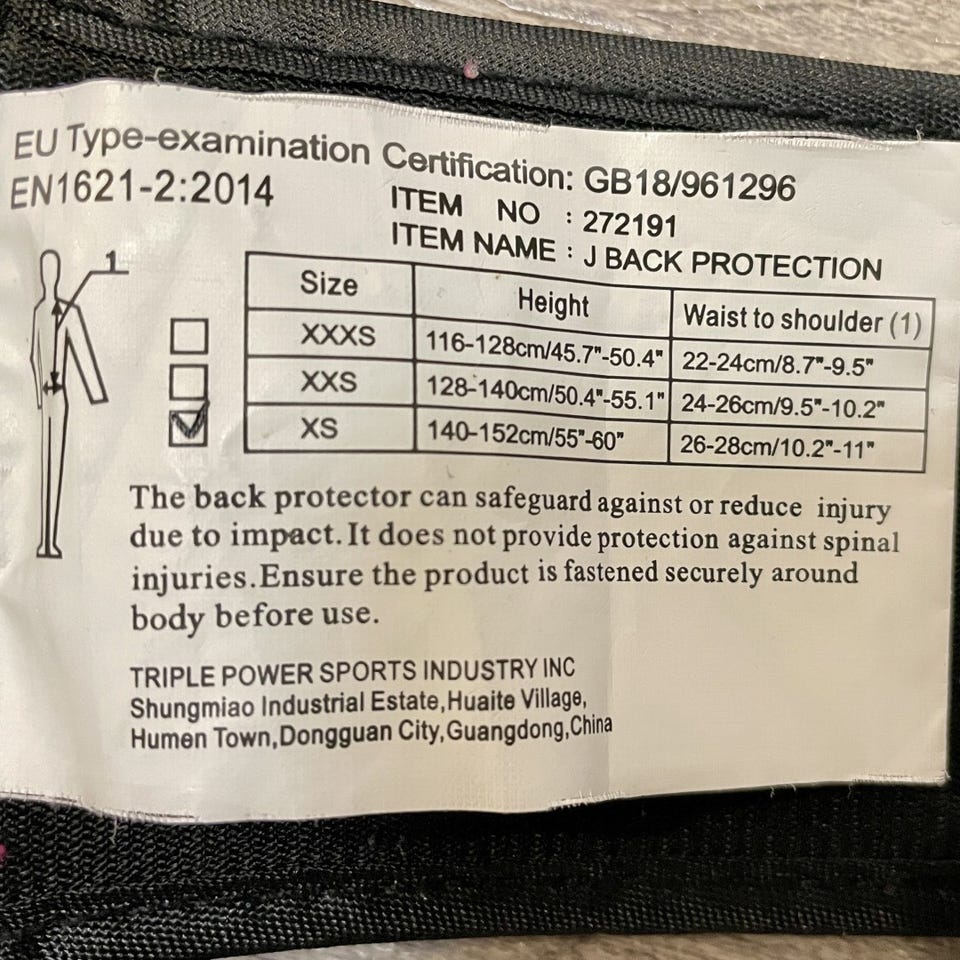 EU Type-examination Certification: GB18/961296
EN1621-2:2014
ITEM NO : 272191
ITEM NAME : J BACK PROTECTION
1
Size Height Waist to shoulder (1)
XXXS 116-128cm/45.7"-50.4" 22-24cm/8.7"-9.5"
XXS 128-140cm/50.4"-55.1" 24-26cm/9.5"-10.2"
XS 140-152cm/55"-60" 26-28cm/10.2"-11"
The back protector can safeguard against or reduce injury
due to impact. It does not provide protection against spinal
injuries.Ensure the product is fastened securely around
body before use.
TRIPLE POWER SPORTS INDUSTRY INC
Shungmiao Industrial Estate,Huaite Village,
Humen Town,Dongguan City,Guangdong,China